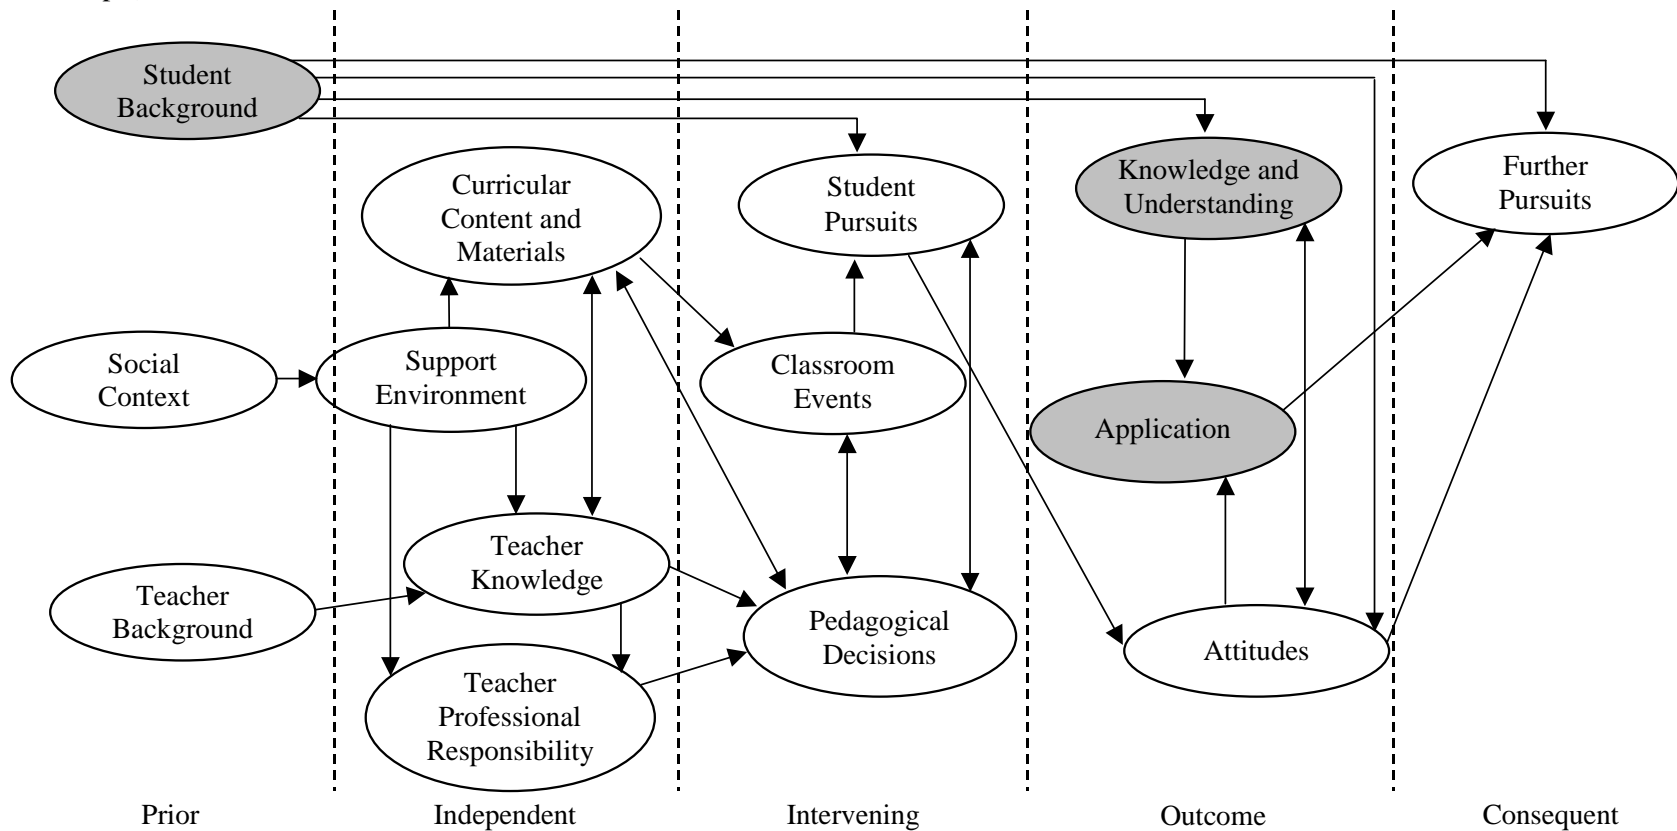 Student
Background
Curricular
Content and
Materials
Student
Pursuits
Knowledge and
Understanding
Further
Pursuits
Social
Context
Support
Environment
Classroom
Events
Application
Teacher
Background
Teacher
Knowledge
Pedagogical
Decisions
Attitudes
Teacher
Professional
Responsibility
Prior
Independent
Intervening
Outcome
Consequent